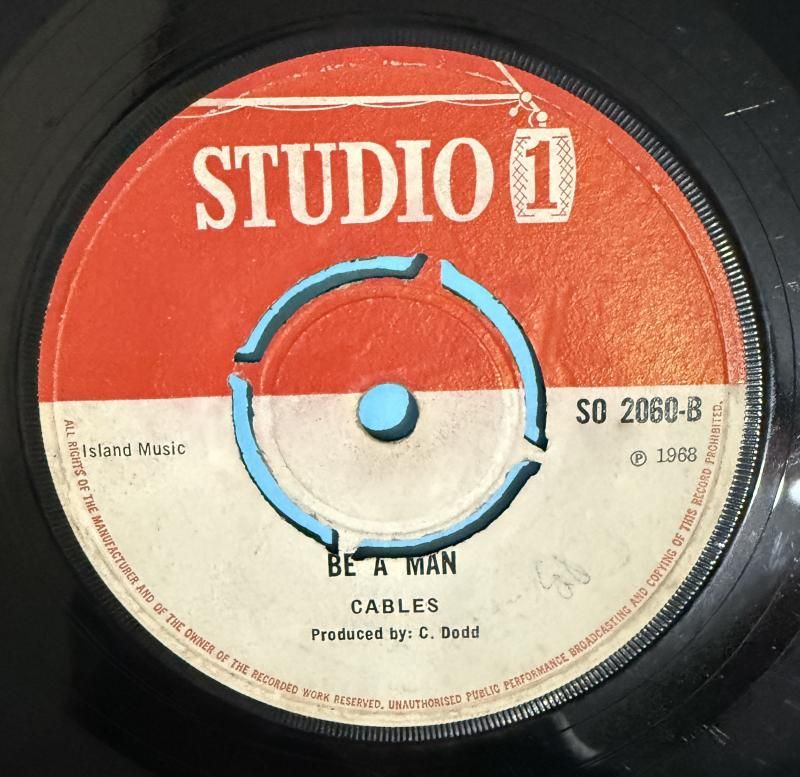 STUDIO 1
SO 2060-B
Island Music
℗ 1968
BE A MAN
CABLES
Produced by: C. Dodd
ALL RIGHTS OF THE MANUFACTURER AND OF THE OWNER OF THE RECORDED WORK RESERVED. UNAUTHORISED PUBLIC PERFORMANCE BROADCASTING AND COPYING OF THIS RECORD PROHIBITED.